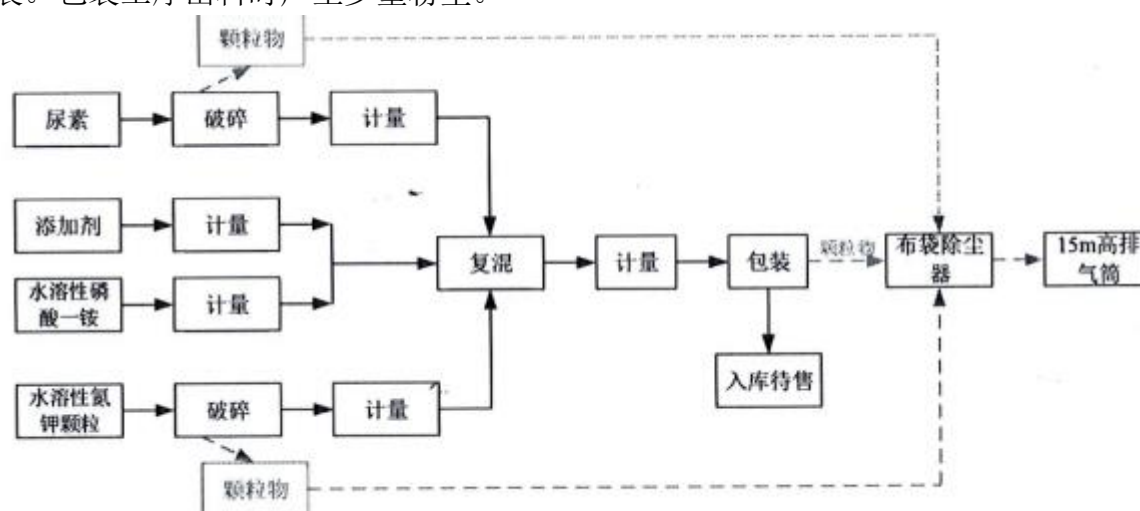 颗粒物
尿素
破碎
计量
添加剂
计量
水溶性磷
酸一铵
计量
复混
计量
包装
颗粒物
布袋除尘
器
15m高排
气筒
入库待售
水溶性氮
钾颗粒
破碎
计量
颗粒物